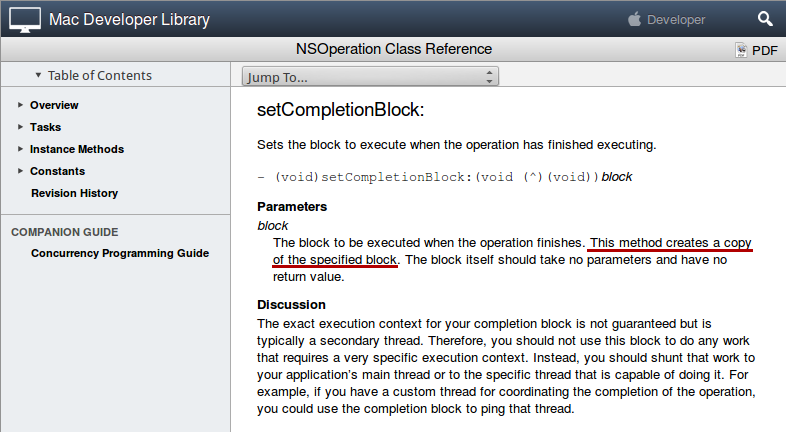 Mac Developer Library
Developer
NSOperation Class Reference
PDF
Table of Contents
Jump To...
Overview
Tasks
Instance Methods
Constants
Revision History
COMPANION GUIDE
Concurrency Programming Guide
setCompletionBlock:
Sets the block to execute when the operation has finished executing.
- (void)setCompletionBlock:(void (^)(void))block
Parameters
block
The block to be executed when the operation finishes. This method creates a copy
of the specified block. The block itself should take no parameters and have no
return value.
Discussion
The exact execution context for your completion block is not guaranteed but is
typically a secondary thread. Therefore, you should not use this block to do any work
that requires a very specific execution context. Instead, you should shunt that work to
your application's main thread or to the specific thread that is capable of doing it. For
example, if you have a custom thread for coordinating the completion of the operation,
you could use the completion block to ping that thread.